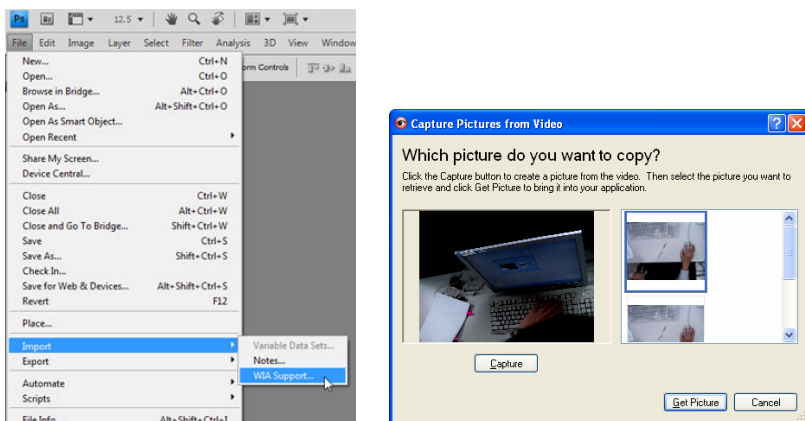 Ps Br 12.5
File Edit Image Layer Select Filter Analysis 3D View Window
New... Ctrl+N
Open... Ctrl+O
Browse in Bridge... Alt+Ctrl+O
Open As... Alt+Shift+Ctrl+O
Open As Smart Object...
Open Recent
Share My Screen...
Device Central...
Close Ctrl+W
Close All Alt+Ctrl+W
Close and Go To Bridge... Shift+Ctrl+W
Save Ctrl+S
Save As... Shift+Ctrl+S
Check In...
Save for Web & Devices... Alt+Shift+Ctrl+S
Revert F12
Place...
Import
Export
Automate
Scripts
File Info... Alt+Shift+Ctrl+I
orm Controls
Variable Data Sets...
Notes...
WIA Support...
Capture Pictures from Video
Which picture do you want to copy?
Click the Capture button to create a picture from the video. Then select the picture you want to
retrieve and click Get Picture to bring it into your application.
Capture
Get Picture Cancel